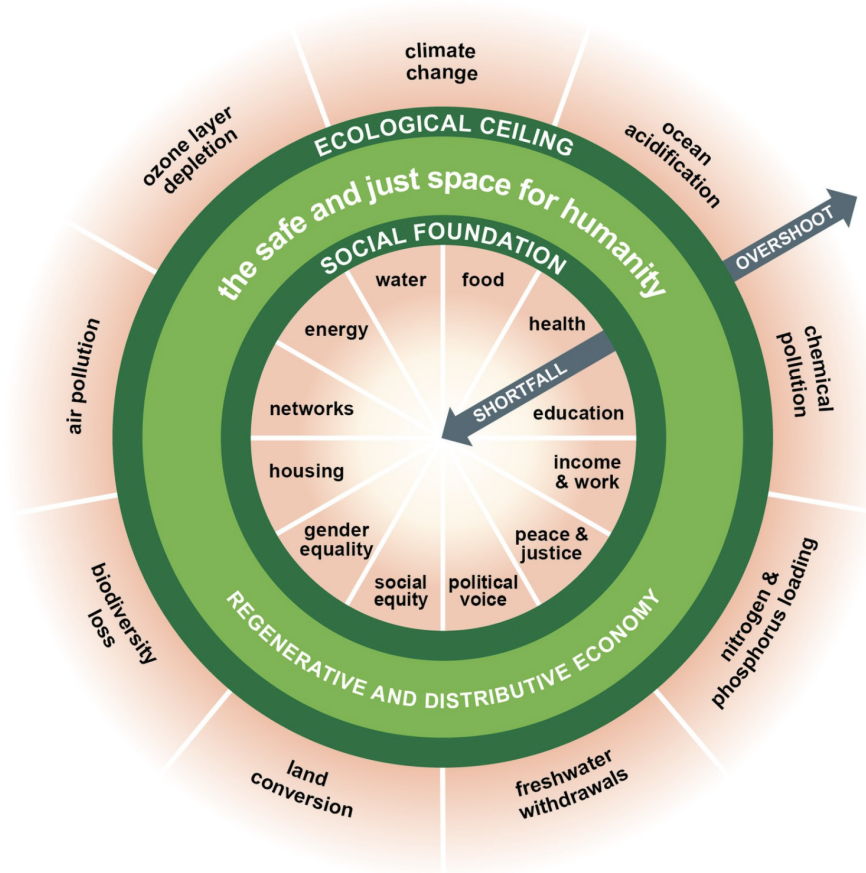 climate
change
ocean
acidification
chemical
pollution
nitrogen &
phosphorus loading
freshwater
withdrawals
land
conversion
biodiversity
loss
air pollution
ozone layer
depletion
ECOLOGICAL CEILING
the safe and just space for humanity
SOCIAL FOUNDATION
OVERSHOOT
SHORTFALL
water
food
health
education
income
& work
peace &
justice
political
voice
social
equity
gender
equality
housing
networks
energy
REGENERATIVE AND DISTRIBUTIVE ECONOMY